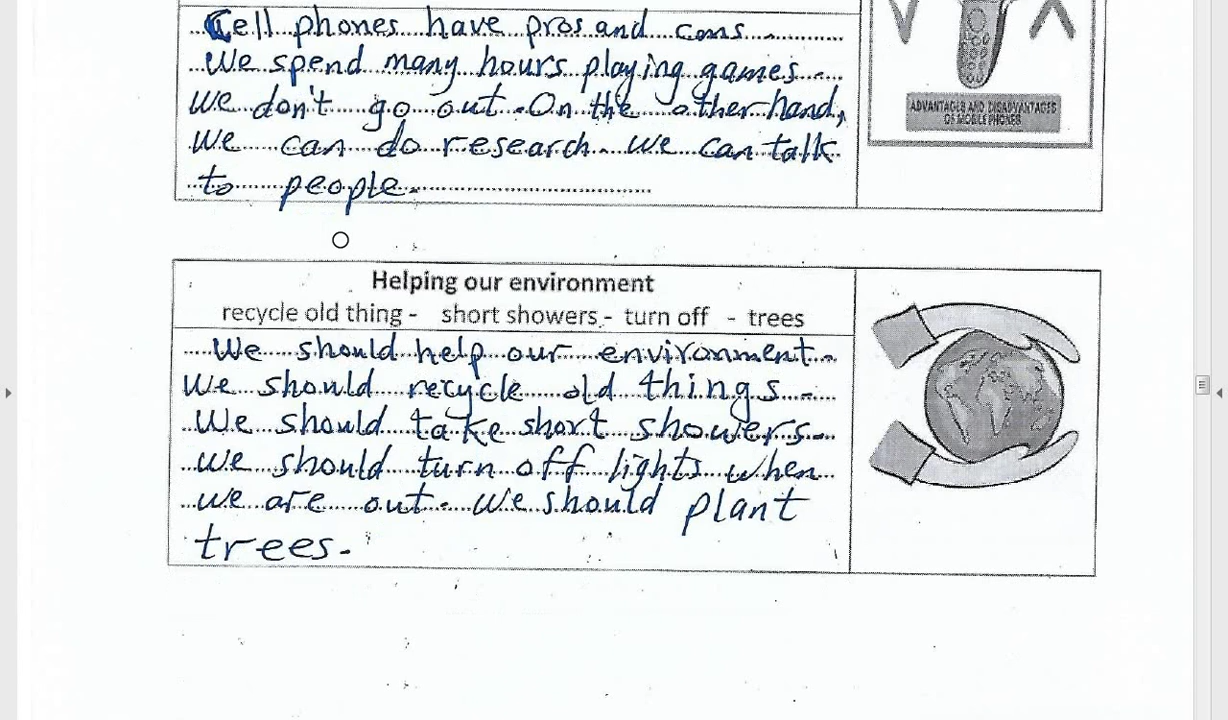 Cell phones have pros and cons.
We spend many hours playing games.
we don't go out. On the other hand,
we can do research. we can talk
to people.
ADVANTAGES AND DISADVANTAGES
OF MOBILE PHONES
Helping our environment
recycle old thing - short showers - turn off - trees
We should help our environment.
We should recycle old things.
We should take short showers.
we should turn off lights when
we are out. We should plant
trees.